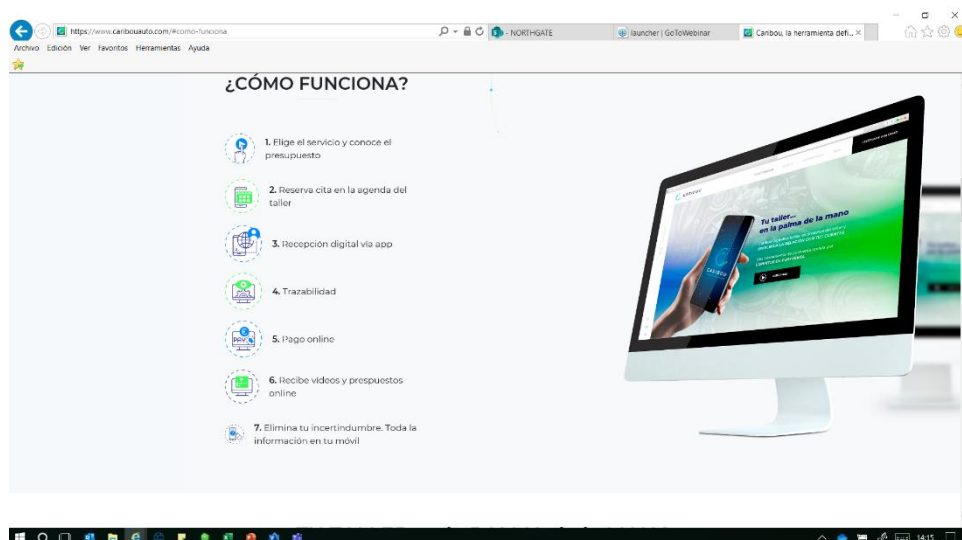 https://www.caribouauto.com/#como-funciona
- NORTHGATE
launcher | GoToWebinar
Caribou, la herramienta defi...
Archivo Edición Ver Favoritos Herramientas Ayuda
¿CÓMO FUNCIONA?
1. Elige el servicio y conoce el
presupuesto
2. Reserva cita en la agenda del
taller
3. Recepción digital vía app
4. Trazabilidad
5. Pago online
6. Recibe vídeos y prespuestos
online
7. Elimina tu incertindumbre. Toda la
información en tu móvil
Tu taller...
en la palma de la mano
CARIBOU
14:15